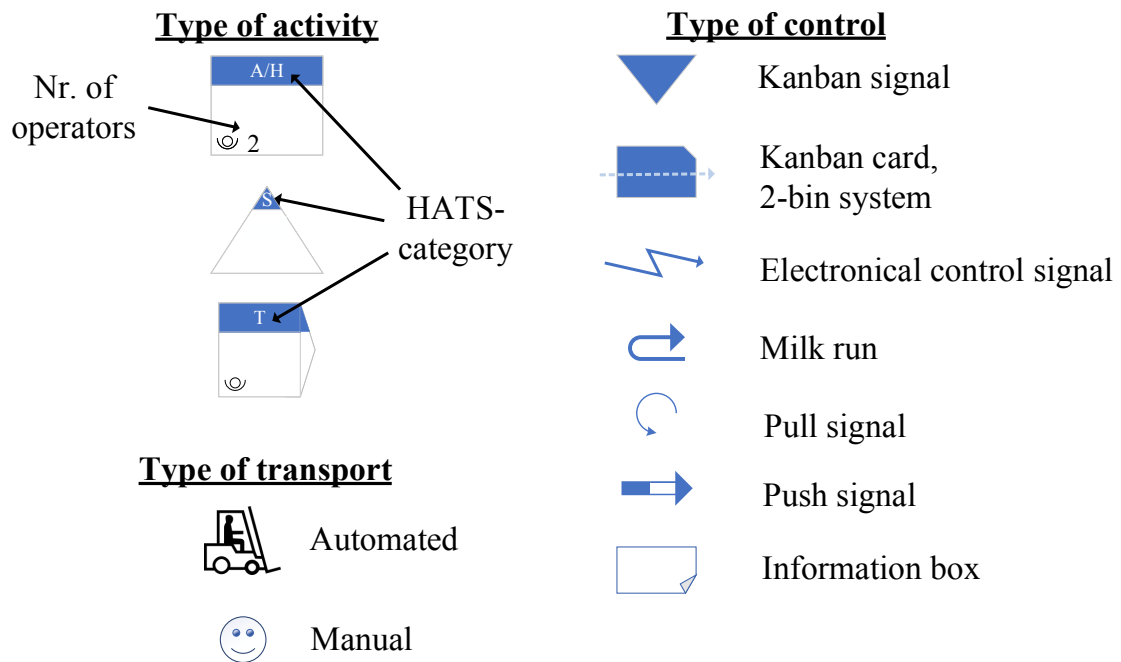 Type of activity
A/H
Nr. of
operators
2
S
HATS-
category
T
Type of transport
Automated
Manual
Type of control
Kanban signal
Kanban card,
2-bin system
Electronical control signal
Milk run
Pull signal
Push signal
Information box